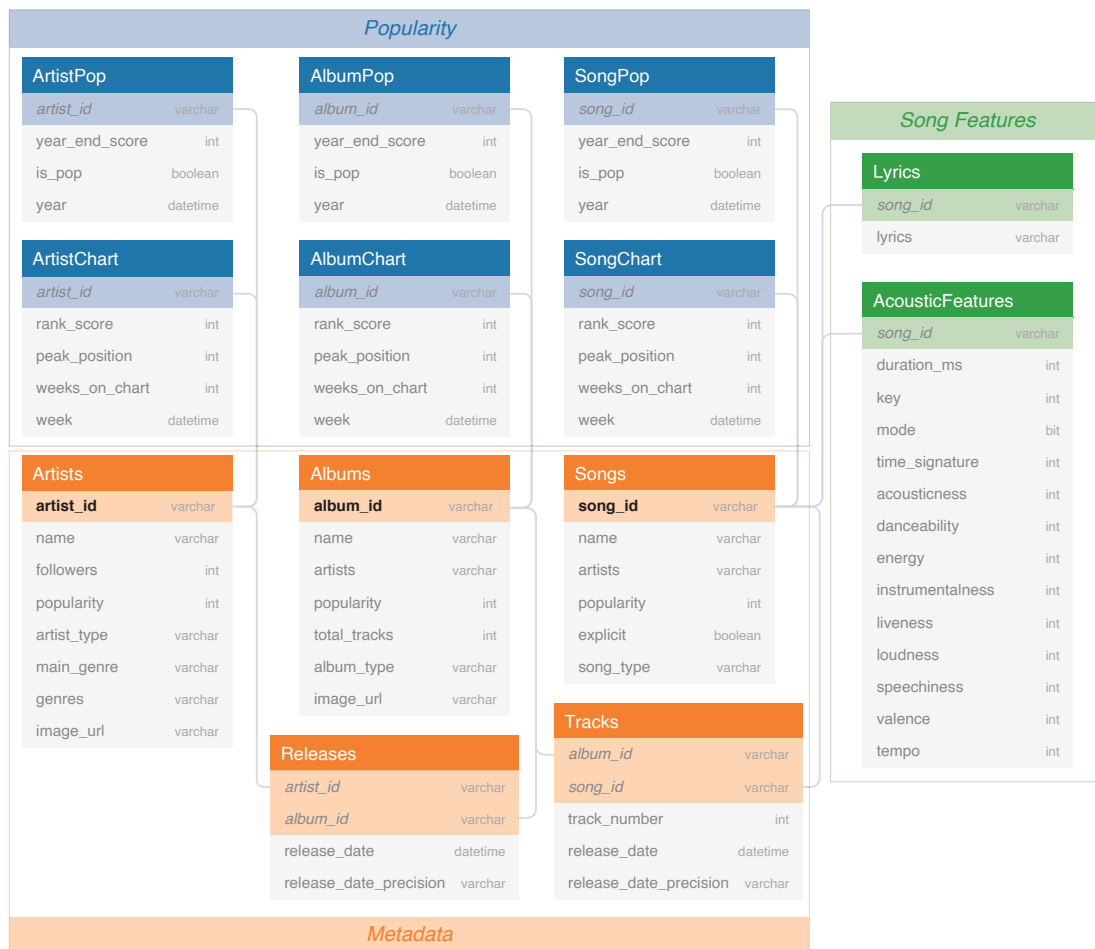 Popularity
ArtistPop
artist_id varchar
year_end_score int
is_pop boolean
year datetime
AlbumPop
album_id varchar
year_end_score int
is_pop boolean
year datetime
SongPop
song_id varchar
year_end_score int
is_pop boolean
year datetime
ArtistChart
artist_id varchar
rank_score int
peak_position int
weeks_on_chart int
week datetime
AlbumChart
album_id varchar
rank_score int
peak_position int
weeks_on_chart int
week datetime
SongChart
song_id varchar
rank_score int
peak_position int
weeks_on_chart int
week datetime
Artists
artist_id varchar
name varchar
followers int
popularity int
artist_type varchar
main_genre varchar
genres varchar
image_url varchar
Albums
album_id varchar
name varchar
artists varchar
popularity int
total_tracks int
album_type varchar
image_url varchar
Songs
song_id varchar
name varchar
artists varchar
popularity int
explicit boolean
song_type varchar
Releases
artist_id varchar
album_id varchar
release_date datetime
release_date_precision varchar
Tracks
album_id varchar
song_id varchar
track_number int
release_date datetime
release_date_precision varchar
Metadata
Song Features
Lyrics
song_id varchar
lyrics varchar
AcousticFeatures
song_id varchar
duration_ms int
key int
mode bit
time_signature int
acousticness int
danceability int
energy int
instrumentalness int
liveness int
loudness int
speechiness int
valence int
tempo int